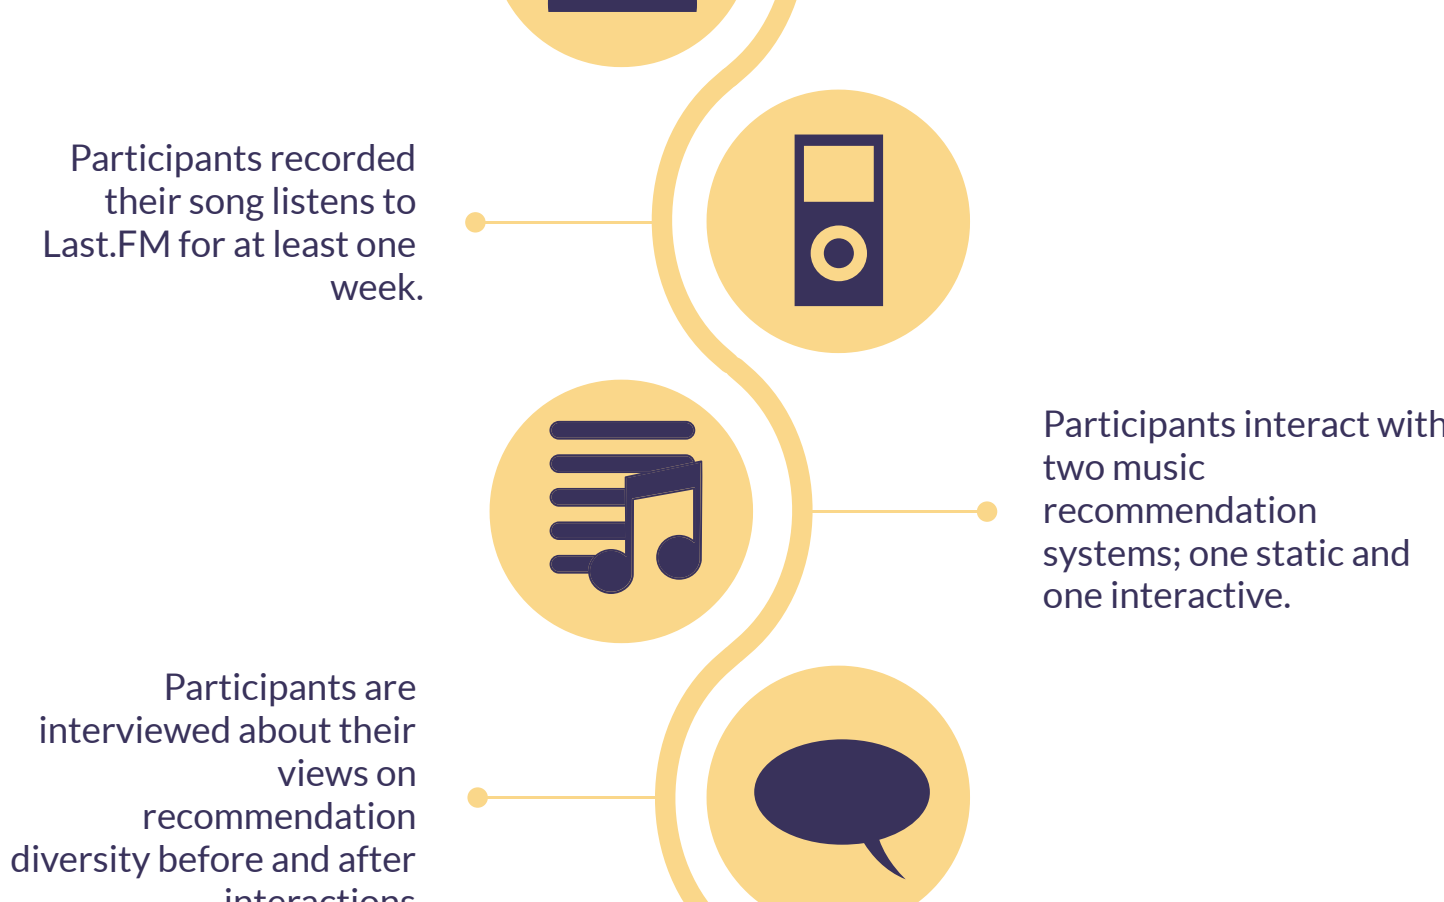 Participants recorded
their song listens to
Last.FM for at least one
week.
Participants interact with
two music
recommendation
systems; one static and
one interactive.
Participants are
interviewed about their
views on
recommendation
diversity before and after
interactions